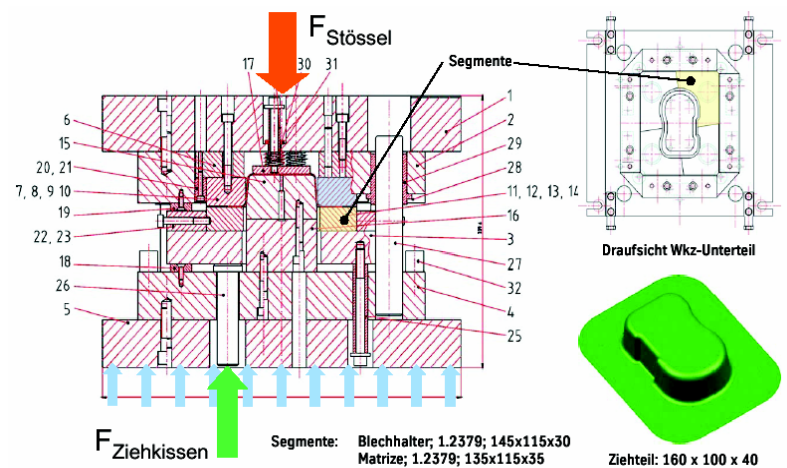 F Stössel
17
30
31
Segmente
6
15
20, 21
7, 8, 9 10
19
22, 23
18
26
5
1
2
29
28
11, 12, 13, 14
16
3
27
32
4
25
Draufsicht Wkz-Unterteil
F Ziehkissen
Segmente: Blechhalter; 1.2379; 145x115x30
Matrize; 1.2379; 135x115x35
Ziehteil: 160 x 100 x 40